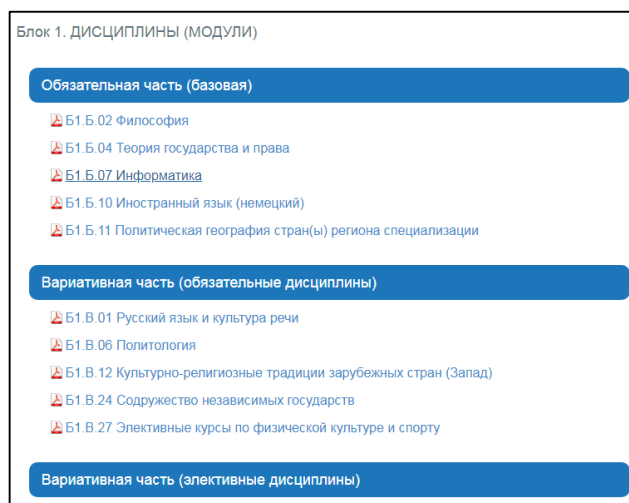 Блок 1. ДИСЦИПЛИНЫ (МОДУЛИ)
Обязательная часть (базовая)
Б1.Б.02 Философия
Б1.Б.04 Теория государства и права
Б1.Б.07 Информатика
Б1.Б.10 Иностранный язык (немецкий)
Б1.Б.11 Политическая география стран(ы) региона специализации
Вариативная часть (обязательные дисциплины)
Б1.В.01 Русский язык и культура речи
Б1.В.06 Политология
Б1.В.12 Культурно-религиозные традиции зарубежных стран (Запад)
Б1.В.24 Содружество независимых государств
Б1.В.27 Элективные курсы по физической культуре и спорту
Вариативная часть (элективные дисциплины)